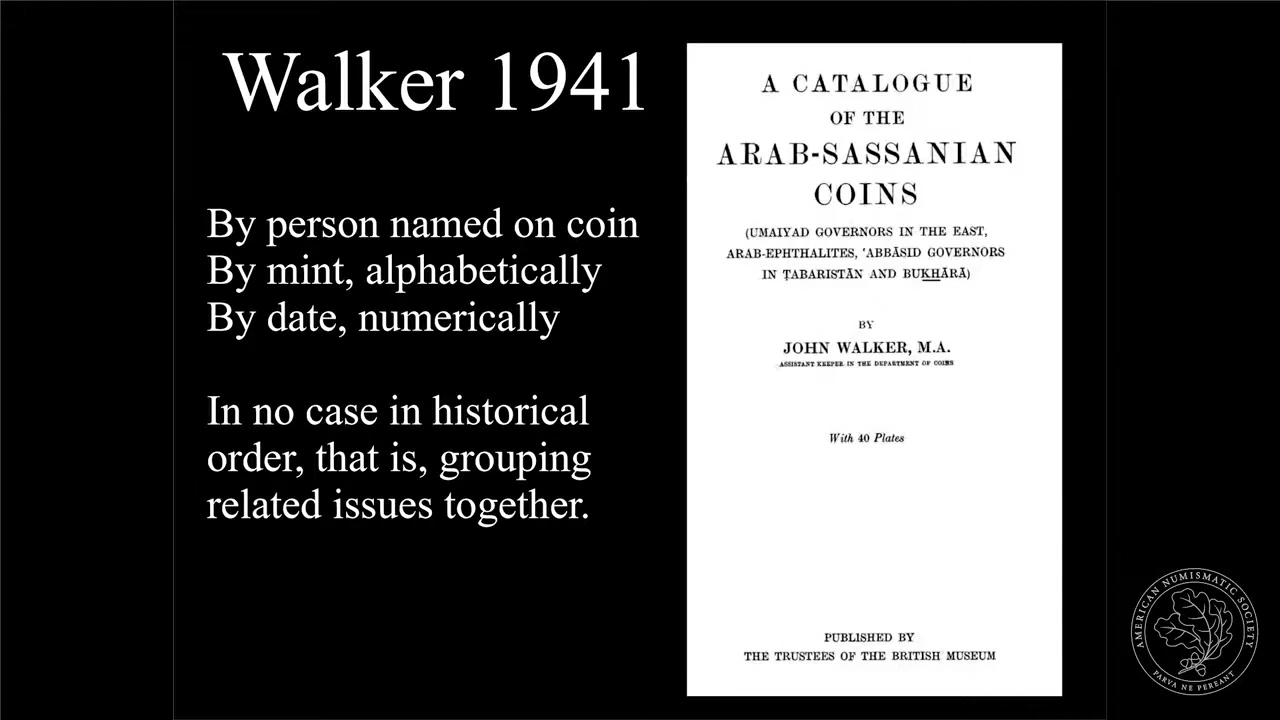 Walker 1941
By person named on coin
By mint, alphabetically
By date, numerically
In no case in historical
order, that is, grouping
related issues together.
A CATALOGUE
OF THE
ARAB-SASSANIAN
COINS
(UMAIYAD GOVERNORS IN THE EAST,
ARAB-EPHTHALITES, ʻABBĀSID GOVERNORS
IN ṬABARISTĀN AND BUK̲H̲ĀRĀ)
BY
JOHN WALKER, M.A.
ASSISTANT KEEPER IN THE DEPARTMENT OF COINS
With 40 Plates
PUBLISHED BY
THE TRUSTEES OF THE BRITISH MUSEUM
AMERICAN NUMISMATIC SOCIETY
PARVA NE PEREANT